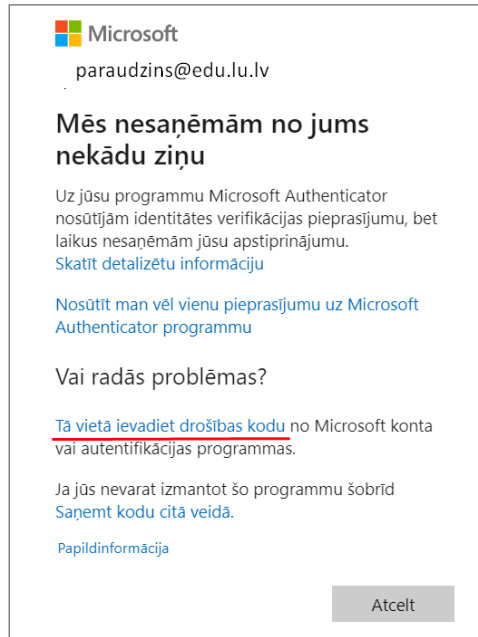 Microsoft
paraudzins@edu.lu.lv
Mēs nesaņēmām no jums
nekādu ziņu
Uz jūsu programmu Microsoft Authenticator
nosūtījām identitātes verifikācijas pieprasījumu, bet
laikus nesaņēmām jūsu apstiprinājumu.
Skatīt detalizētu informāciju
Nosūtīt man vēl vienu pieprasījumu uz Microsoft
Authenticator programmu
Vai radās problēmas?
Tā vietā ievadiet drošības kodu no Microsoft konta
vai autentifikācijas programmas.
Ja jūs nevarat izmantot šo programmu šobrīd
Saņemt kodu citā veidā.
Papildinformācija
Atcelt